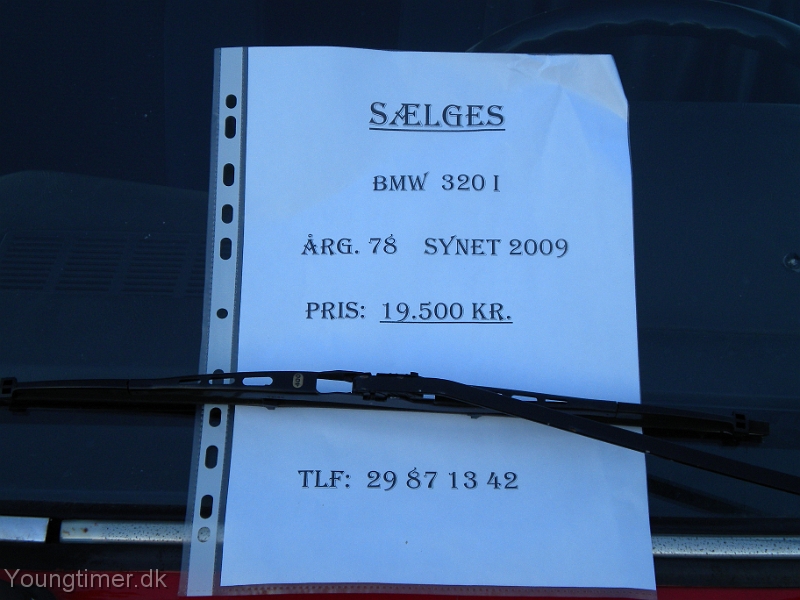 SÆLGES
BMW 320 I
ÅRG. 78 SYNET 2009
PRIS: 19.500 KR.
TLF: 29 87 13 42
Youngtimer.dk